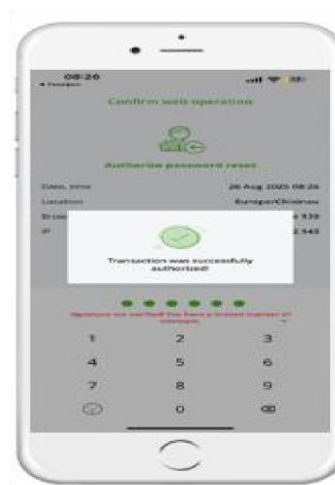 08:26
Confirm web operation
Authorize password reset
Date, time 26 Aug 2025 08:26
Location Europe/Chisinau
IP
Transaction was successfully
authorized!
1 2 3
4 5 6
7 8 9
0